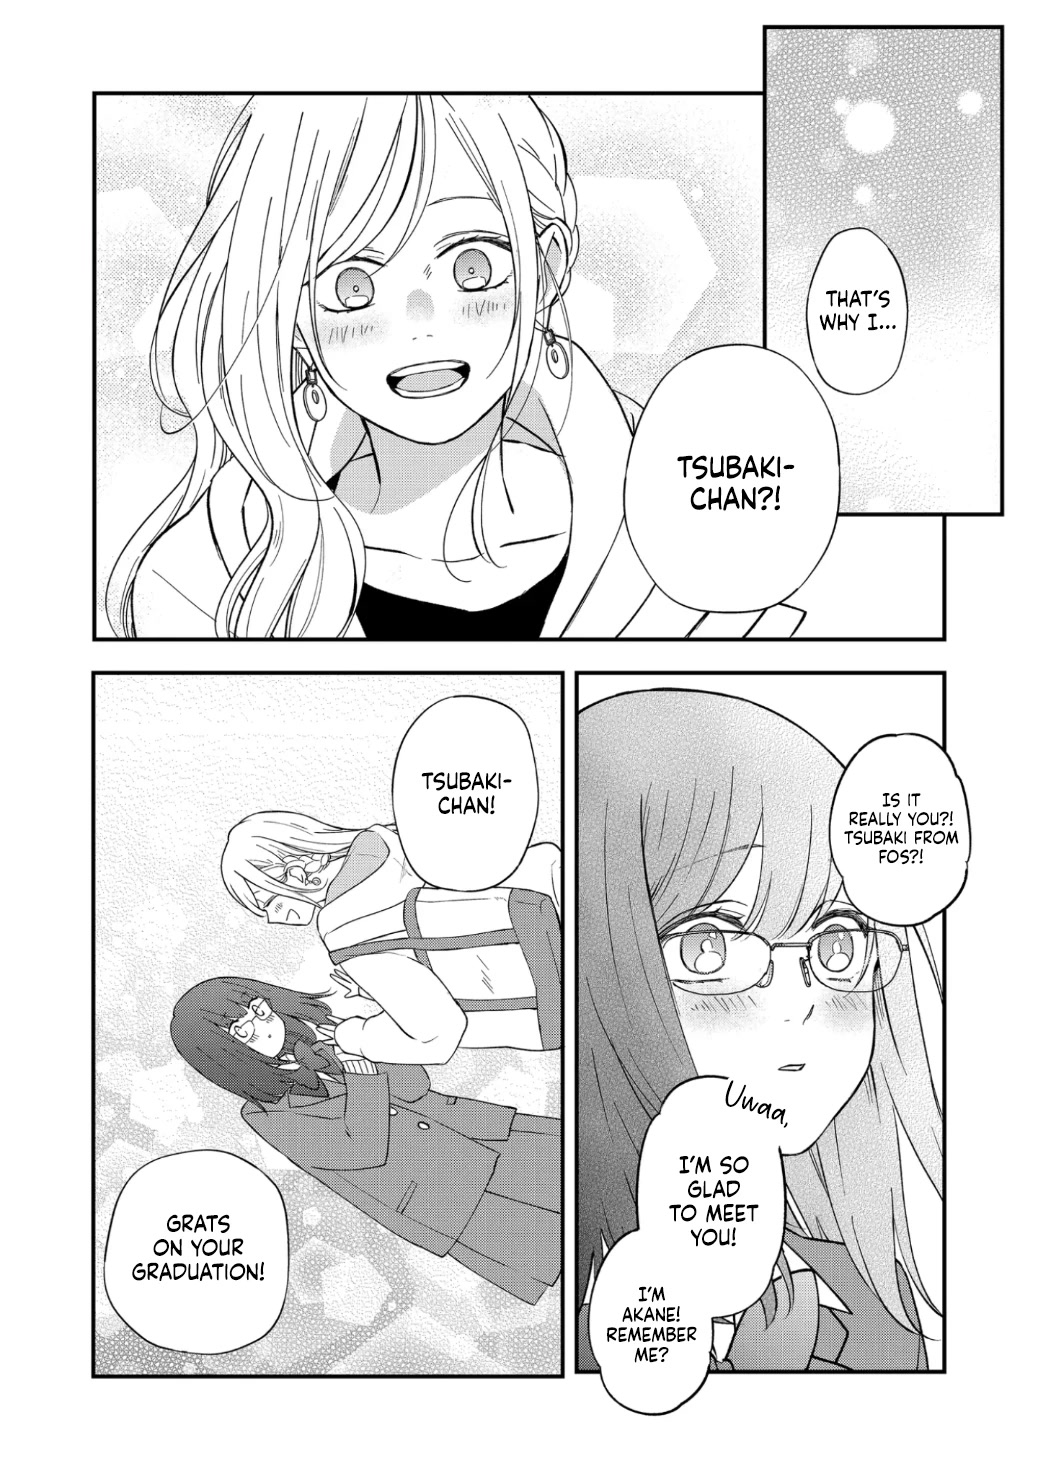 THAT'S
WHY I...
TSUBAKI-
CHAN?!
IS IT
REALLY YOU?!
TSUBAKI FROM
FOS?!
Uwaa,
I'M SO
GLAD
TO MEET
YOU!
I'M
AKANE!
REMEMBER
ME?
TSUBAKI-
CHAN!
GRATS
ON YOUR
GRADUATION!